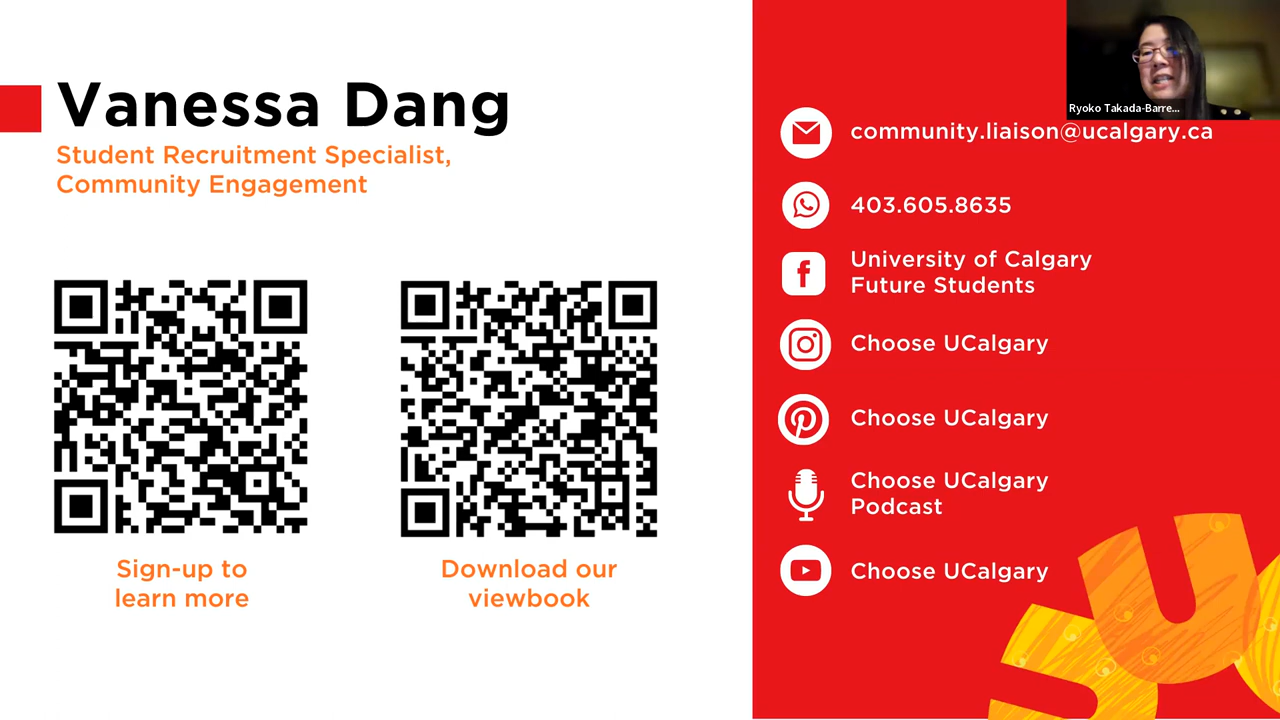 Vanessa Dang
Student Recruitment Specialist,
Community Engagement
Sign-up to
learn more
Download our
viewbook
Ryoko Takada-Barre...
community.liaison@ucalgary.ca
403.605.8635
University of Calgary
Future Students
Choose UCalgary
Choose UCalgary
Choose UCalgary
Podcast
Choose UCalgary